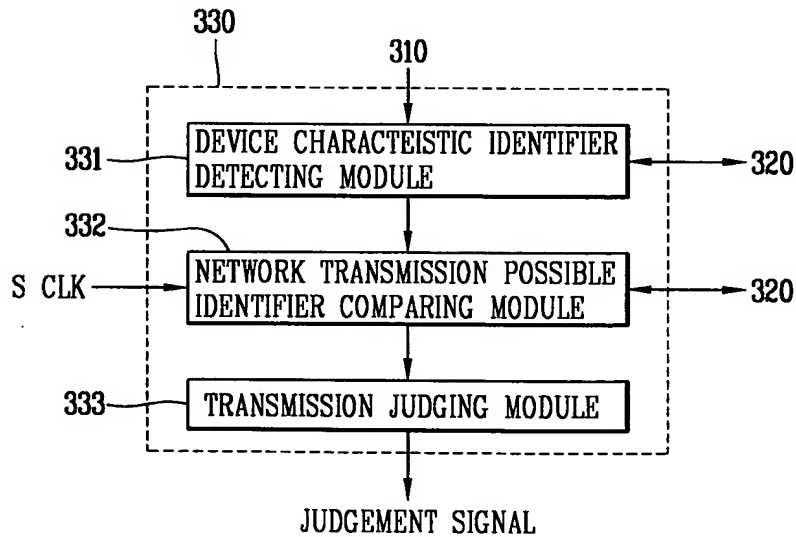 330
310
331
DEVICE CHARACTEISTIC IDENTIFIER
DETECTING MODULE
320
332
S CLK
NETWORK TRANSMISSION POSSIBLE
IDENTIFIER COMPARING MODULE
320
333
TRANSMISSION JUDGING MODULE
JUDGEMENT SIGNAL